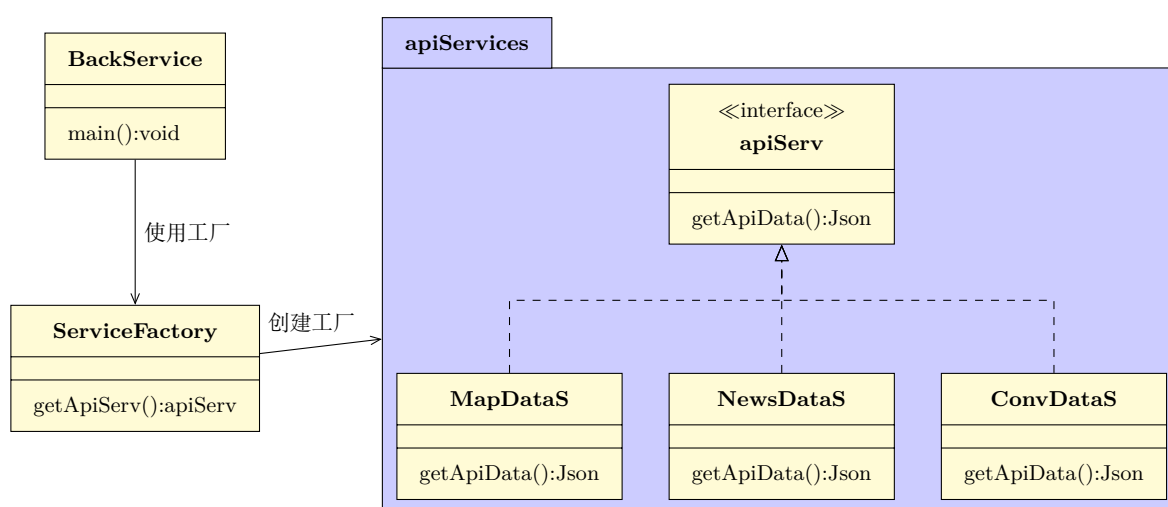 BackService
main():void
使用工厂
ServiceFactory
getApiServ():apiServ
创建工厂
apiServices
≪interface≫
apiServ
getApiData():Json
MapDataS
getApiData():Json
NewsDataS
getApiData():Json
ConvDataS
getApiData():Json